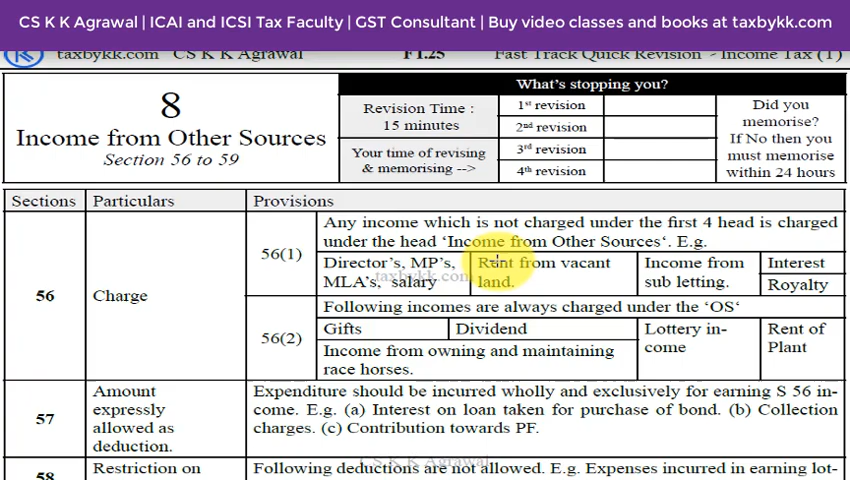 CS K K Agrawal | ICAI and ICSI Tax Faculty | GST Consultant | Buy video classes and books at taxbykk.com
taxbykk.com CS K K Agrawal FT.25 Fast Track Quick Revision - Income Tax (1)
8
Income from Other Sources
Section 56 to 59
What's stopping you?
Revision Time :
15 minutes
Your time of revising
& memorising -->
1st revision
2nd revision
3rd revision
4th revision
Did you
memorise?
If No then you
must memorise
within 24 hours
Sections Particulars Provisions
56
Charge
56(1)
Any income which is not charged under the first 4 head is charged
under the head 'Income from Other Sources'. E.g.
Director's, MP's,
MLA's, salary
Rent from vacant
land.
Income from
sub letting.
Interest
Royalty
taxbykk.com
56(2)
Following incomes are always charged under the 'OS'
Gifts
Dividend
Lottery in-
come
Rent of
Plant
Income from owning and maintaining
race horses.
57
Amount
expressly
allowed as
deduction.
Expenditure should be incurred wholly and exclusively for earning S 56 in-
come. E.g. (a) Interest on loan taken for purchase of bond. (b) Collection
charges. (c) Contribution towards PF.
CS K K Agrawal
58
Restriction on
Following deductions are not allowed. E.g. Expenses incurred in earning lot-